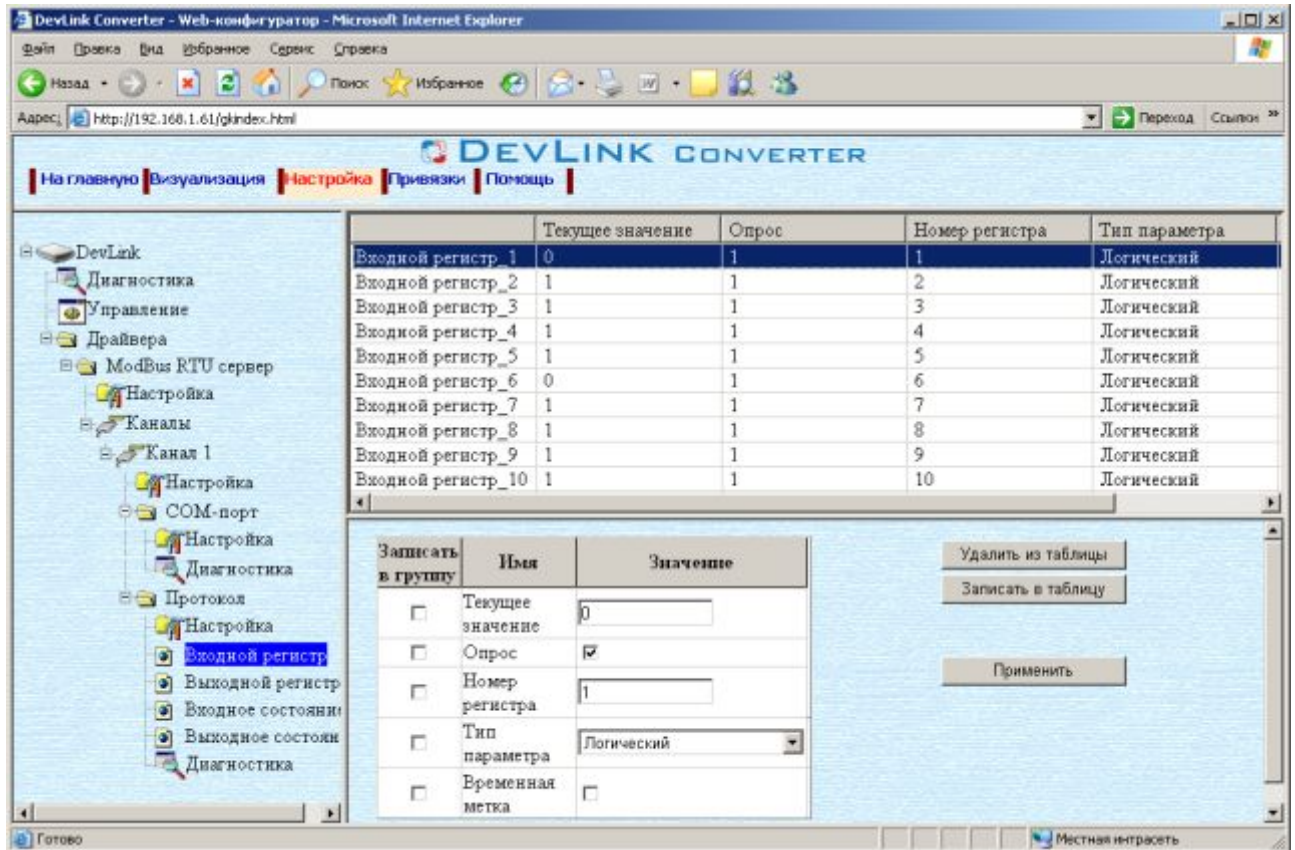 DevLink Converter - Web-конфигуратор - Microsoft Internet Explorer
Файл Правка Вид Избранное Сервис Справка
Назад Поиск Избранное
Адрес: http://192.168.1.61/gkindex.html Переход Ссылки »
DEVLINK CONVERTER
На главную Визуализация Настройка Привязки Помощь
DevLink
Диагностика
Управление
Драйвера
ModBus RTU сервер
Настройка
Каналы
Канал 1
Настройка
COM-порт
Настройка
Диагностика
Протокол
Настройка
Входной регистр
Выходной регистр
Входное состояние
Выходное состоян
Диагностика
Текущее значение Опрос Номер регистра Тип параметра
Входной регистр_1 0 1 1 Логический
Входной регистр_2 1 1 2 Логический
Входной регистр_3 1 1 3 Логический
Входной регистр_4 1 1 4 Логический
Входной регистр_5 1 1 5 Логический
Входной регистр_6 0 1 6 Логический
Входной регистр_7 1 1 7 Логический
Входной регистр_8 1 1 8 Логический
Входной регистр_9 1 1 9 Логический
Входной регистр_10 1 1 10 Логический
Записать в группу Имя Значение
Текущее значение 0
Опрос
Номер регистра 1
Тип параметра Логический
Временная метка
Удалить из таблицы
Записать в таблицу
Применить
Готово Местная интрасеть